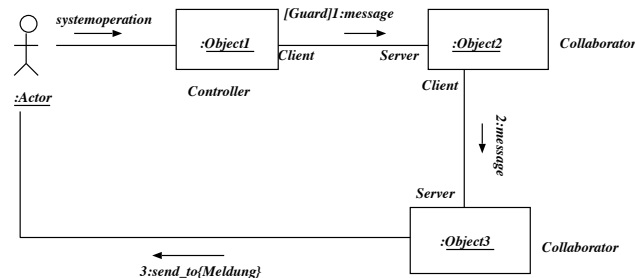 systemoperation
[Guard]1:message
:Object1
:Object2
Client
Server
Collaborator
:Actor
Controller
Client
2:message
Server
:Object3
Collaborator
3:send_to{Meldung}